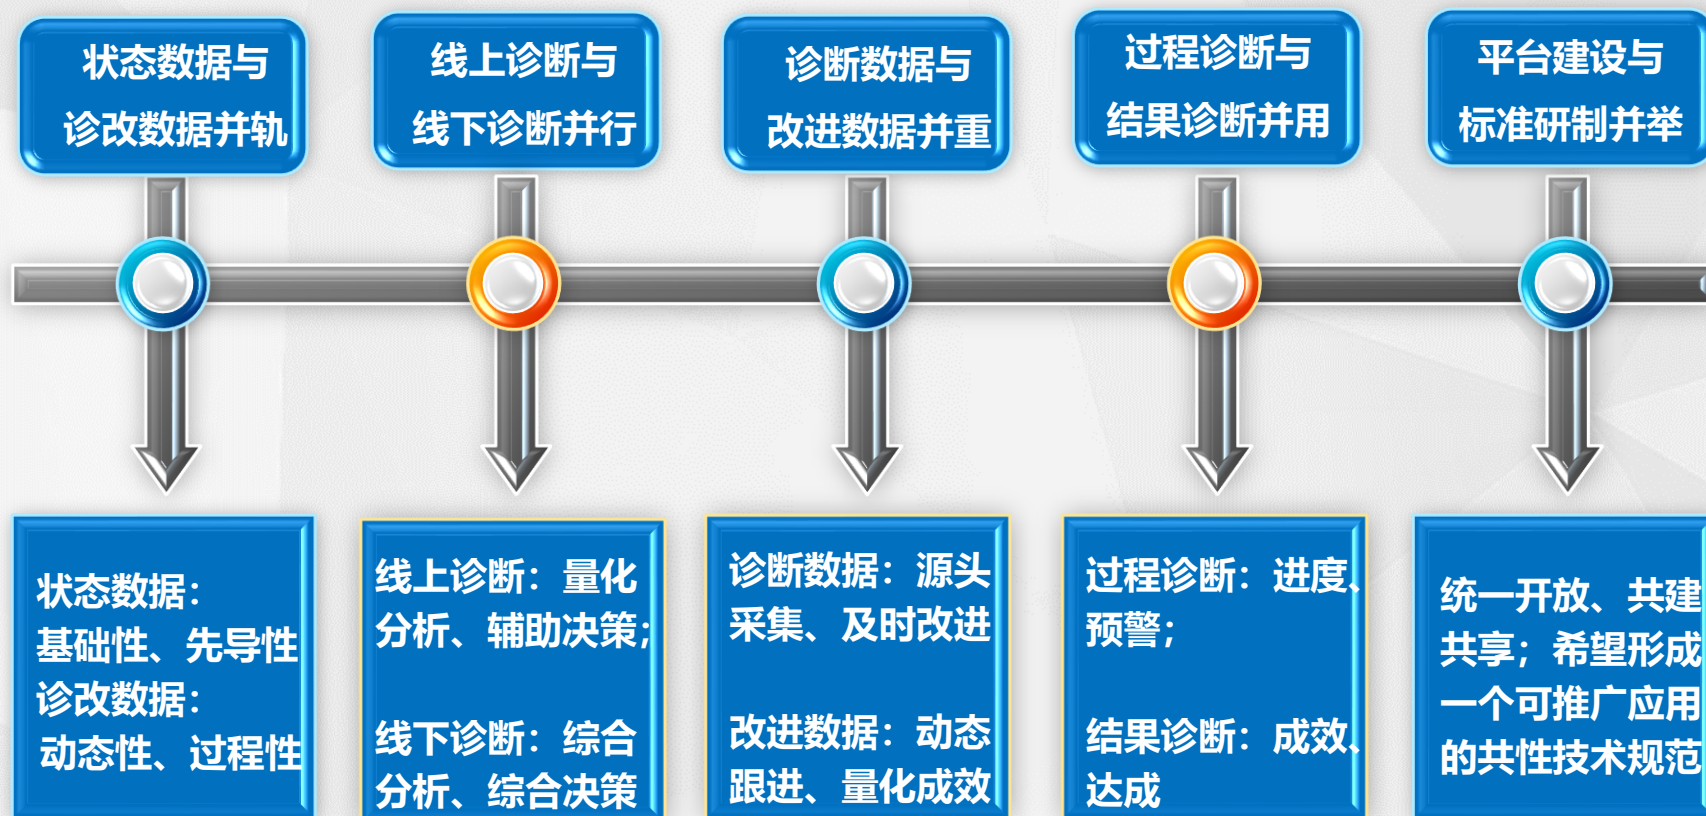 状态数据与
诊改数据并轨
线上诊断与
线下诊断并行
诊断数据与
改进数据并重
过程诊断与
结果诊断并用
平台建设与
标准研制并举
状态数据：
基础性、先导性
诊改数据：
动态性、过程性
线上诊断：量化
分析、辅助决策；
线下诊断：综合
分析、综合决策
诊断数据：源头
采集、及时改进
改进数据：动态
跟进、量化成效
过程诊断：进度、
预警；
结果诊断：成效、
达成
统一开放、共建
共享；希望形成
一个可推广应用
的共性技术规范